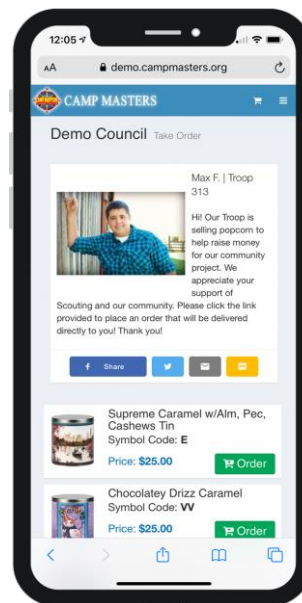 12:05
AA
demo.campmasters.org
CAMP MASTERS
Demo Council Take Order
Max F. | Troop
313
Hi! Our Troop is
selling popcorn to
help raise money
for our community
project. We
appreciate your
support of
Scouting and our community. Please click the link
provided to place an order that will be delivered
directly to you! Thank you!
Share
Supreme Caramel w/Alm, Pec,
Cashews Tin
Symbol Code: E
Price: $25.00
Order
Chocolatey Drizz Caramel
Symbol Code: VV
Price: $25.00
Order